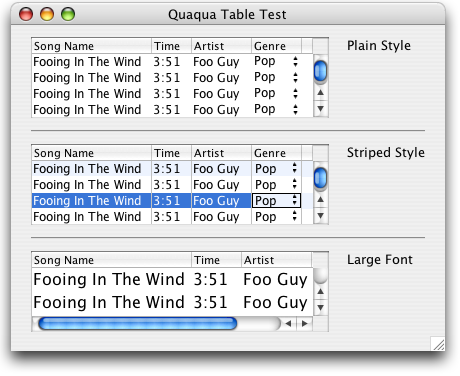 Quaqua Table Test
Song Name Time Artist Genre Plain Style
Fooing In The Wind 3:51 Foo Guy Pop
Fooing In The Wind 3:51 Foo Guy Pop
Fooing In The Wind 3:51 Foo Guy Pop
Fooing In The Wind 3:51 Foo Guy Pop
Song Name Time Artist Genre Striped Style
Fooing In The Wind 3:51 Foo Guy Pop
Fooing In The Wind 3:51 Foo Guy Pop
Fooing In The Wind 3:51 Foo Guy Pop
Fooing In The Wind 3:51 Foo Guy Pop
Song Name Time Artist Large Font
Fooing In The Wind 3:51 Foo Guy
Fooing In The Wind 3:51 Foo Guy